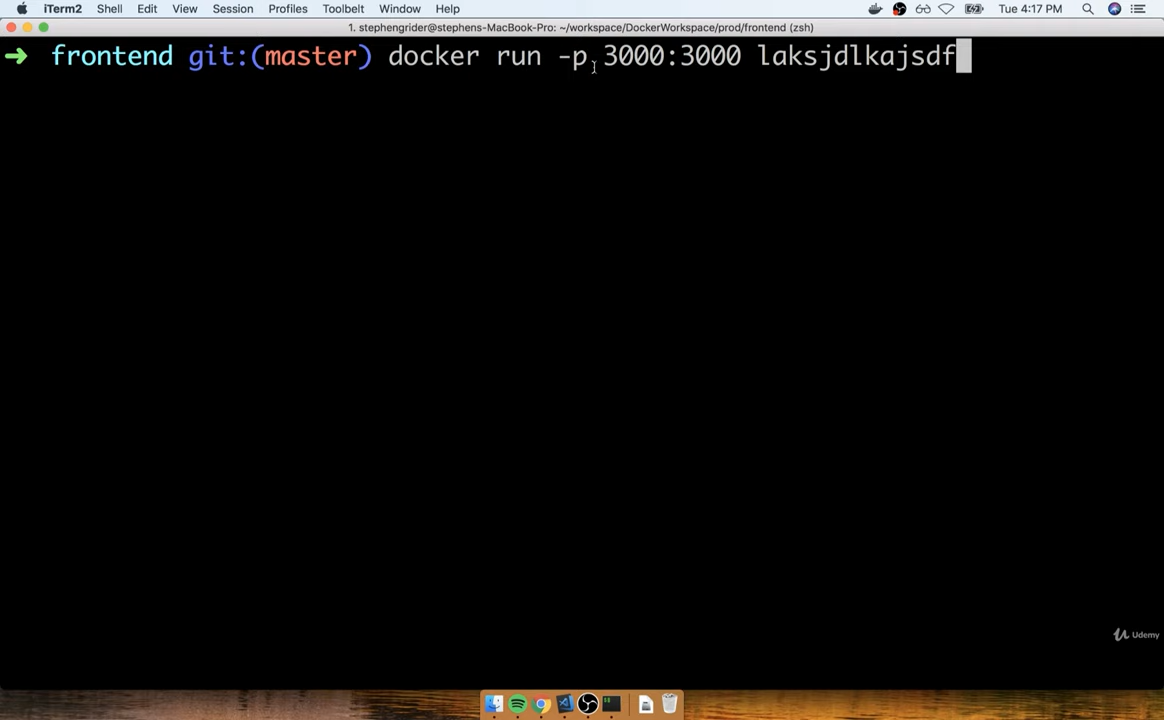 iTerm2 Shell Edit View Session Profiles Toolbelt Window Help Tue 4:17 PM
1. stephengrider@stephens-MacBook-Pro: ~/workspace/DockerWorkspace/prod/frontend (zsh)
➜ frontend git:(master) docker run -p 3000:3000 laksjdlkajsdf
Udemy